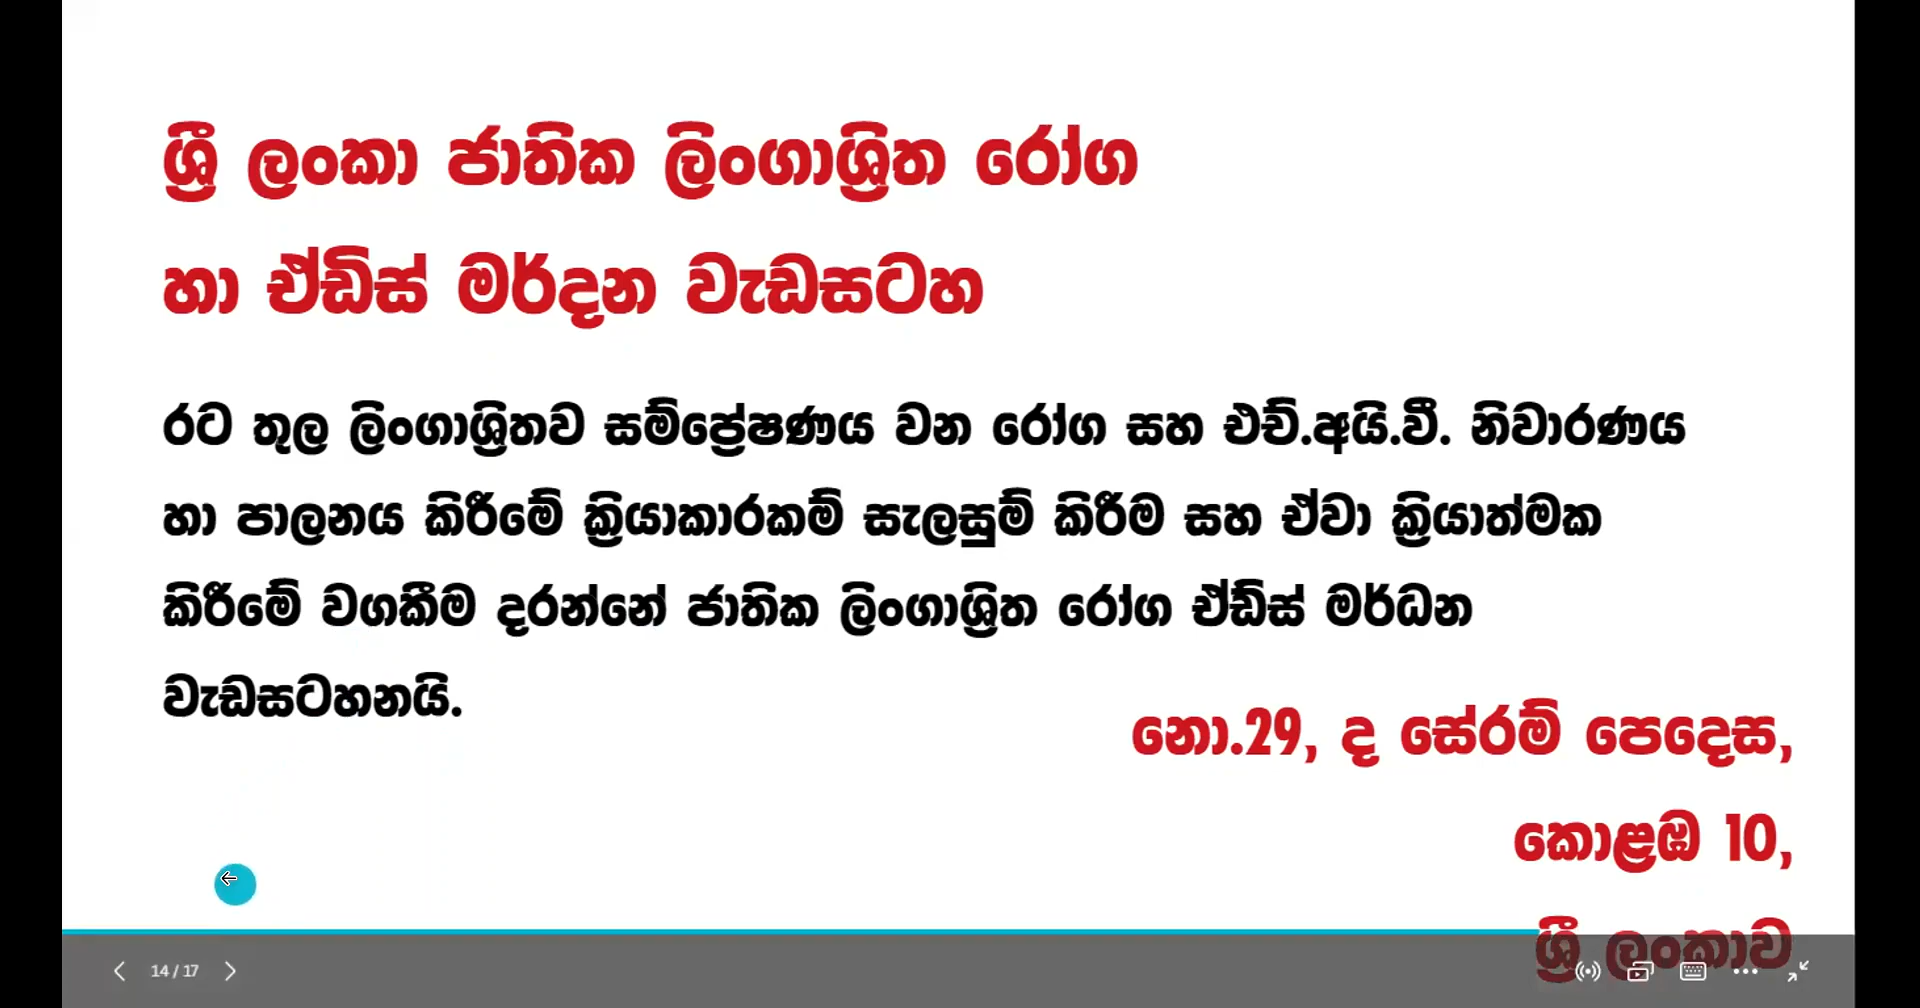 ශ්‍රී ලංකා ජාතික ලිංගාශ්‍රිත රෝග
හා ඒඩ්ස් මර්දන වැඩසටහ
රට තුල ලිංගාශ්‍රිතව සම්ප්‍රේෂණය වන රෝග සහ එච්.අයි.වී. නිවාරණය
හා පාලනය කිරීමේ ක්‍රියාකාරකම් සැලසුම් කිරීම සහ ඒවා ක්‍රියාත්මක
කිරීමේ වගකීම දරන්නේ ජාතික ලිංගාශ්‍රිත රෝග ඒඩ්ස් මර්ධන
වැඩසටහනයි.
නො.29, ද සේරම් පෙදෙස,
කොළඹ 10,
ශ්‍රී ලංකාව
14 / 17